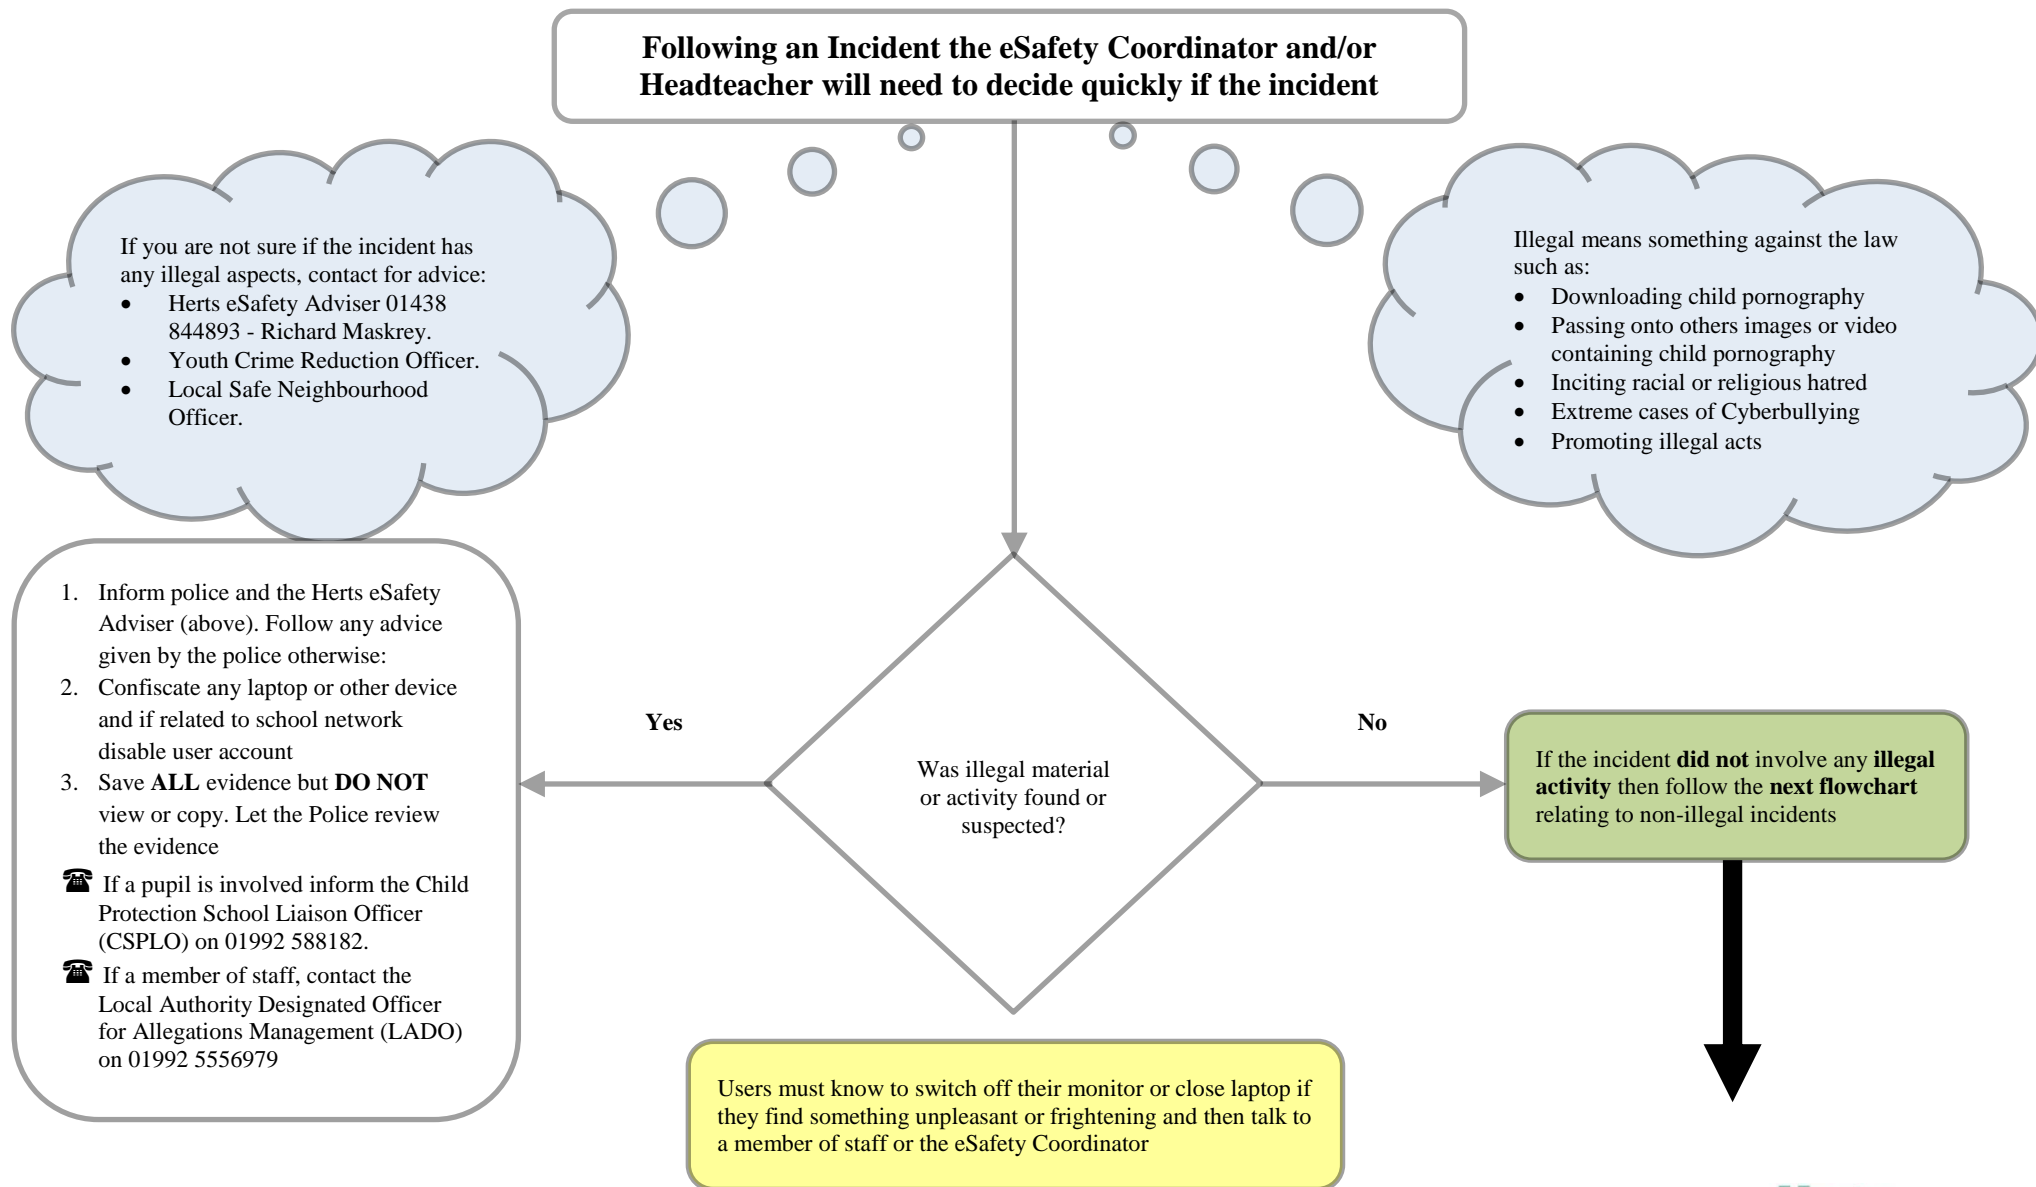 Following an Incident the eSafety Coordinator and/or
Headteacher will need to decide quickly if the incident
If you are not sure if the incident has
any illegal aspects, contact for advice:
• Herts eSafety Adviser 01438
844893 - Richard Maskrey.
• Youth Crime Reduction Officer.
• Local Safe Neighbourhood
Officer.
Illegal means something against the law
such as:
• Downloading child pornography
• Passing onto others images or video
containing child pornography
• Inciting racial or religious hatred
• Extreme cases of Cyberbullying
• Promoting illegal acts
1. Inform police and the Herts eSafety
Adviser (above). Follow any advice
given by the police otherwise:
2. Confiscate any laptop or other device
and if related to school network
disable user account
3. Save ALL evidence but DO NOT
view or copy. Let the Police review
the evidence
☎ If a pupil is involved inform the Child
Protection School Liaison Officer
(CSPLO) on 01992 588182.
☎ If a member of staff, contact the
Local Authority Designated Officer
for Allegations Management (LADO)
on 01992 5556979
Yes
Was illegal material
or activity found or
suspected?
No
If the incident did not involve any illegal
activity then follow the next flowchart
relating to non-illegal incidents
Users must know to switch off their monitor or close laptop if
they find something unpleasant or frightening and then talk to
a member of staff or the eSafety Coordinator